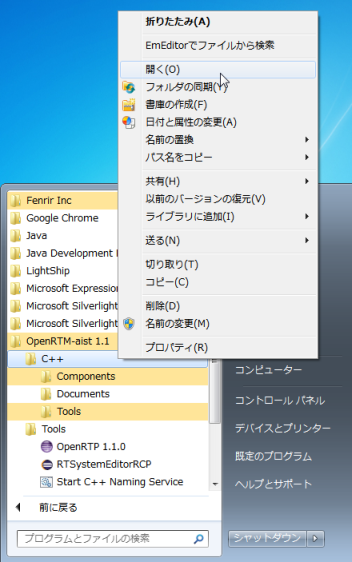 折りたたみ(A)
EmEditorでファイルから検索
開く(O)
フォルダの同期(Y)
書庫の作成(F)
日付と属性の変更(A)
名前の置換
パス名をコピー
共有(H)
以前のバージョンの復元(V)
ライブラリに追加(I)
送る(N)
切り取り(T)
コピー(C)
削除(D)
名前の変更(M)
プロパティ(R)
Fenrir Inc
Google Chrome
Java
Java Development
LightShip
Microsoft Expression
Microsoft Silverlight
Microsoft Silverlight
OpenRTM-aist 1.1
C++
Components
Documents
Tools
Tools
OpenRTP 1.1.0
RTSystemEditorRCP
Start C++ Naming Service
前に戻る
プログラムとファイルの検索
コンピューター
コントロール パネル
デバイスとプリンター
既定のプログラム
ヘルプとサポート
シャットダウン